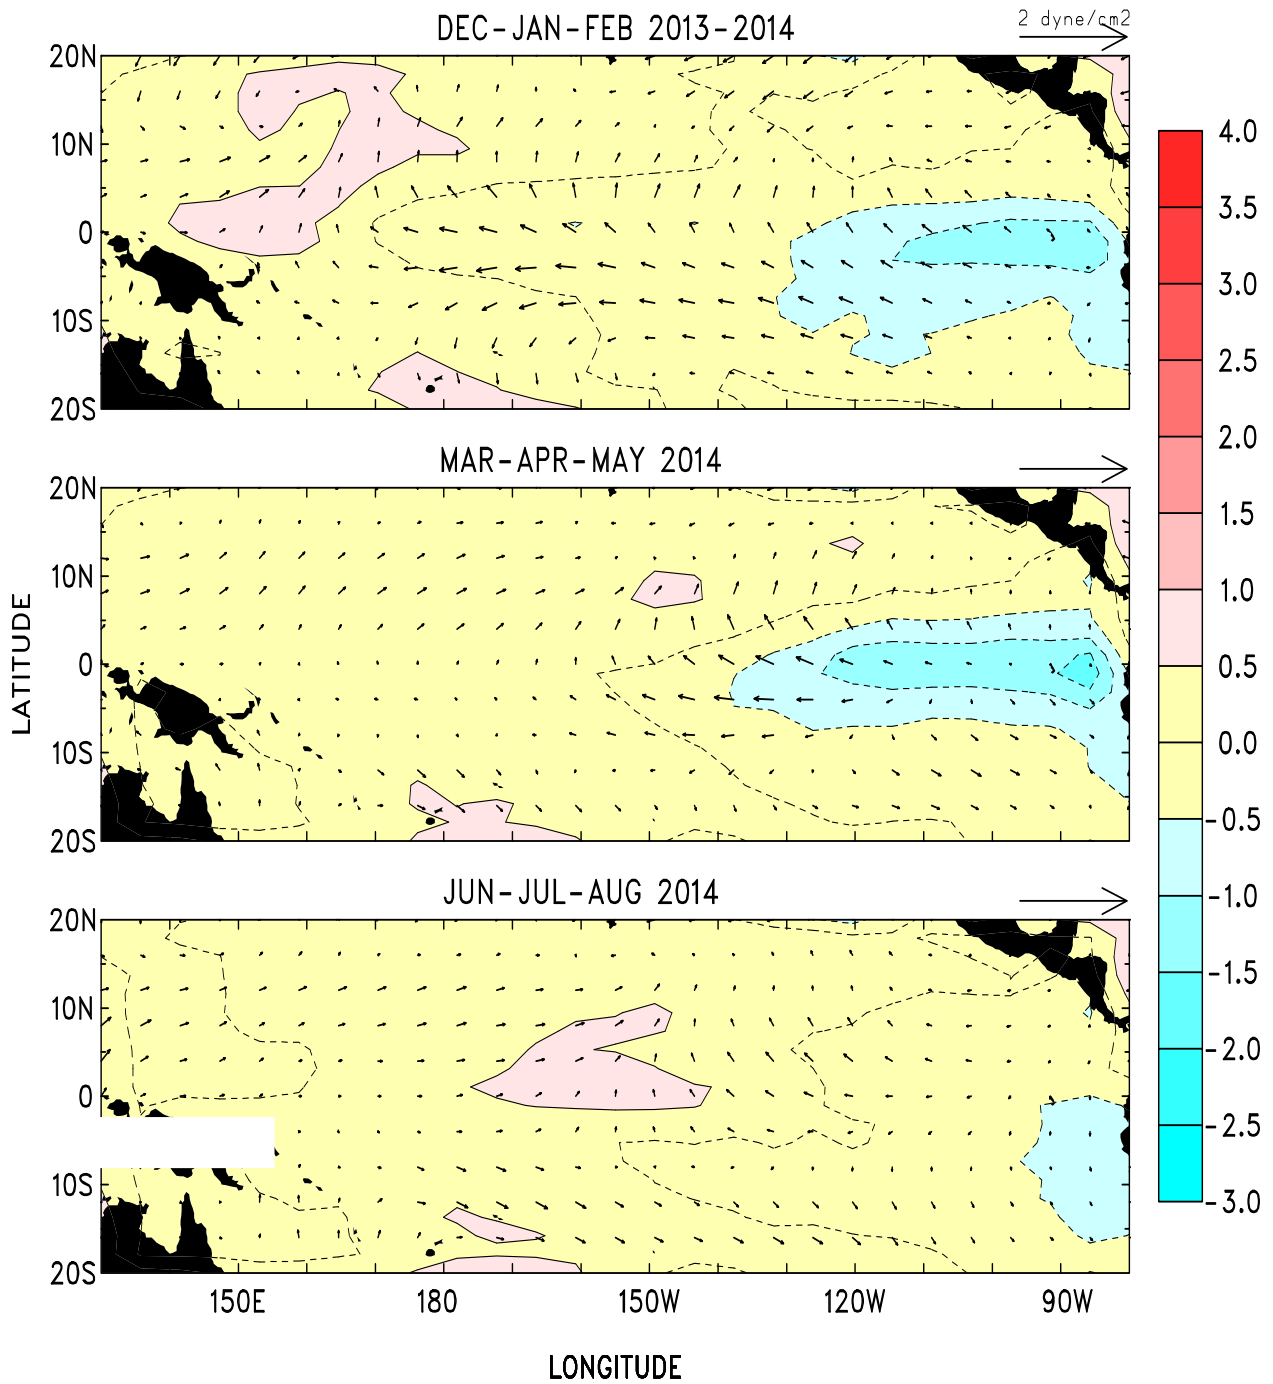 DEC-JAN-FEB 2013-2014
2 dyne/cm2
20N
10N
0
10S
20S
MAR-APR-MAY 2014
20N
10N
0
10S
20S
JUN-JUL-AUG 2014
20N
10N
0
10S
20S
150E 180 150W 120W 90W
LONGITUDE
LATITUDE
4.0
3.5
3.0
2.5
2.0
1.5
1.0
0.5
0.0
-0.5
-1.0
-1.5
-2.0
-2.5
-3.0